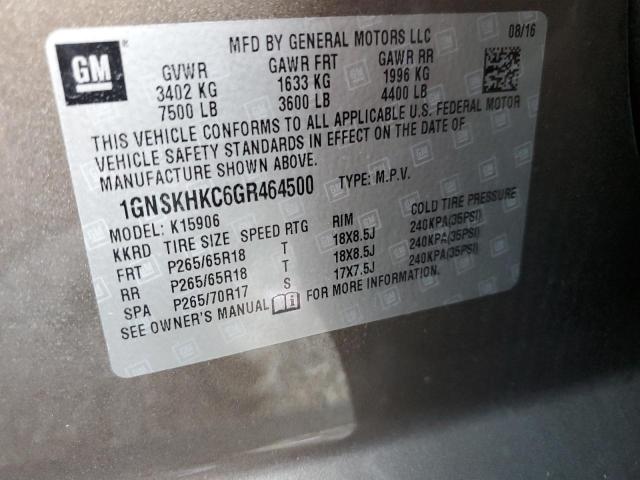 GM
MFD BY GENERAL MOTORS LLC 08/16
GVWR GAWR FRT GAWR RR
3402 KG 1633 KG 1996 KG
7500 LB 3600 LB 4400 LB
THIS VEHICLE CONFORMS TO ALL APPLICABLE U.S. FEDERAL MOTOR
VEHICLE SAFETY STANDARDS IN EFFECT ON THE DATE OF
MANUFACTURE SHOWN ABOVE.
1GNSKHKC6GR464500 TYPE: M.P.V.
MODEL: K15906
KKRD TIRE SIZE SPEED RTG RIM COLD TIRE PRESSURE
FRT P265/65R18 T 18X8.5J 240KPA(35PSI)
RR P265/65R18 T 18X8.5J 240KPA(35PSI)
SPA P265/70R17 S 17X7.5J 240KPA(35PSI)
SEE OWNER'S MANUAL FOR MORE INFORMATION.